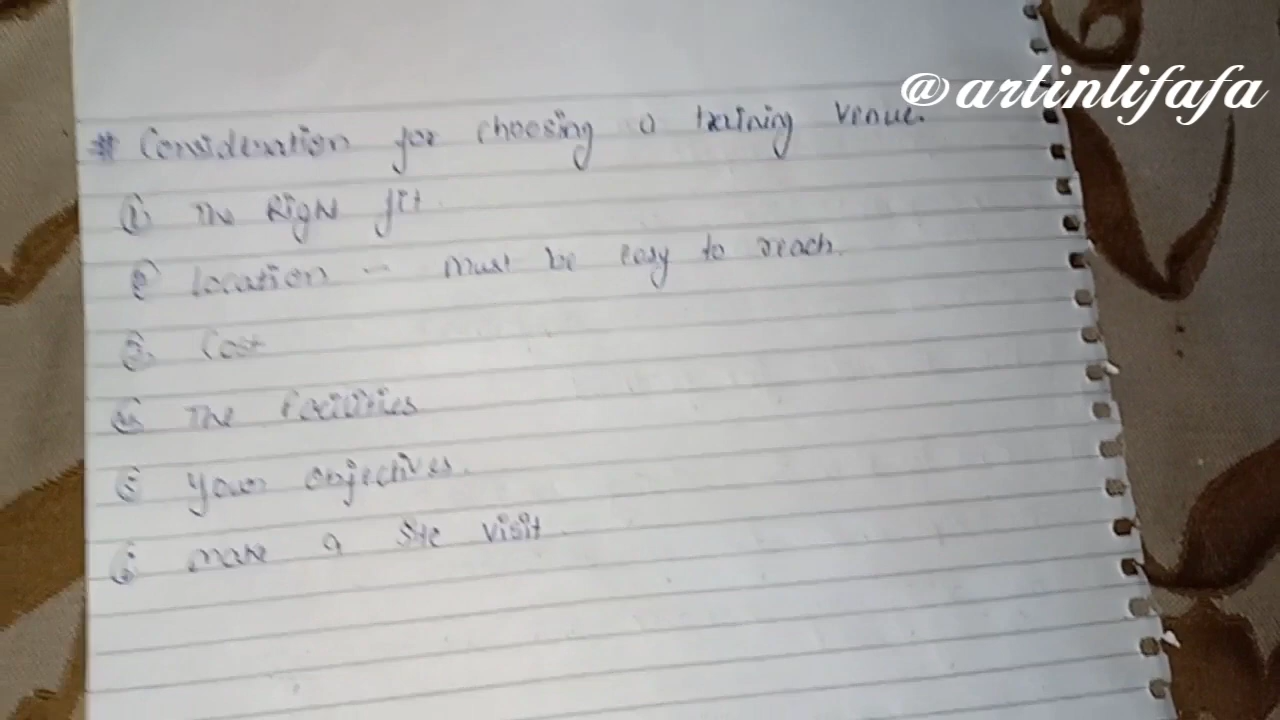 @artinlifafa
# Consideration for choosing a training venue.
① The Right fit.
② Location - must be easy to reach.
③ Cost
④ The facilities
⑤ Your objectives.
⑥ Make a site visit.